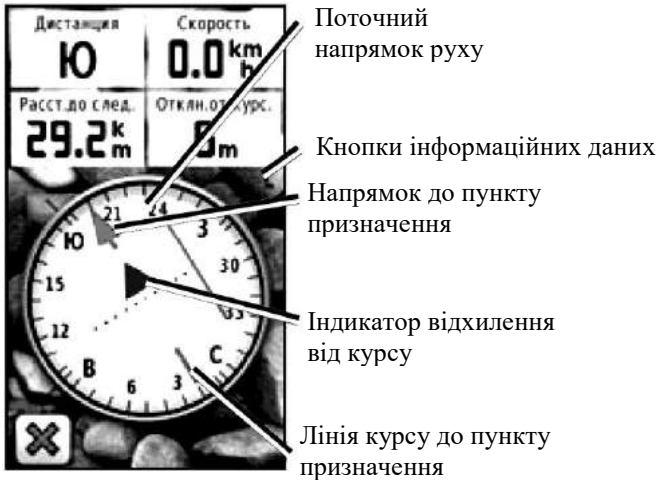 Дистанция
Ю
Скорость
0.0 km h
Расст.до след.
29.2 k m
Отклн.от курс.
0m
Поточний
напрямок руху
Кнопки інформаційних даних
Напрямок до пункту
призначення
Індикатор відхилення
від курсу
Лінія курсу до пункту
призначення
21
24
З
Ю
30
15
33
12
В
С
6
3